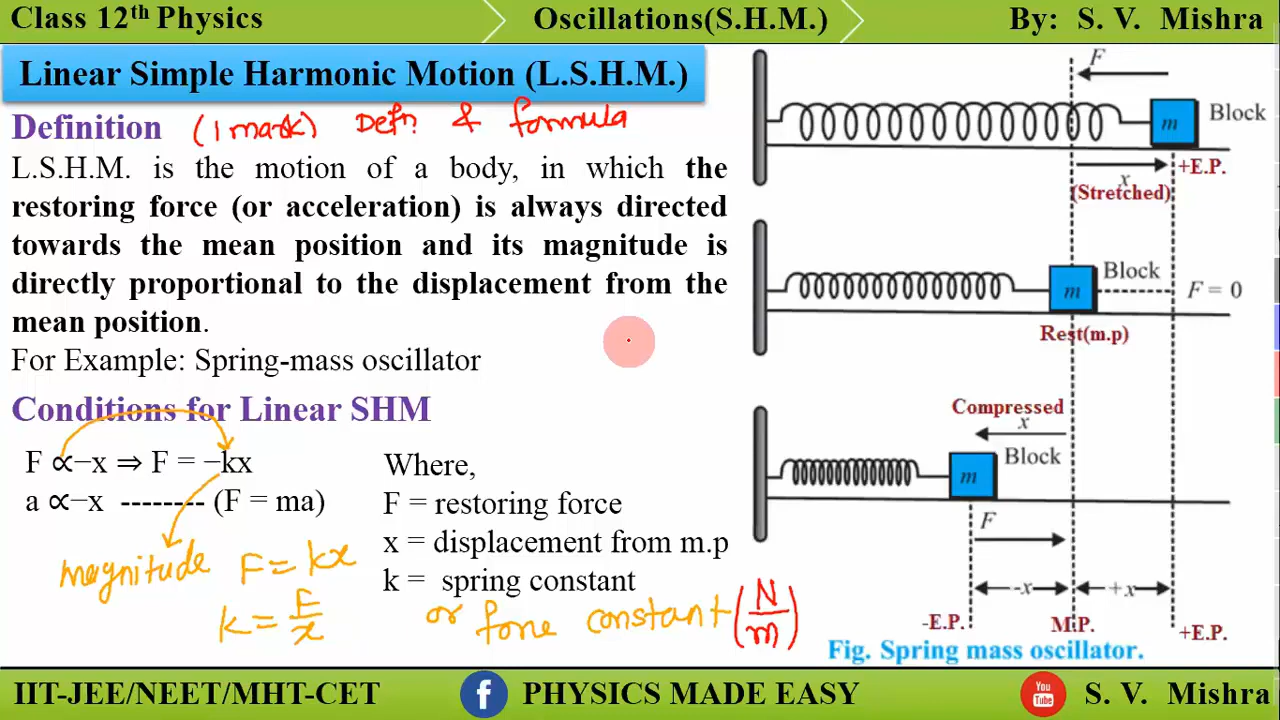 Class 12th Physics
Oscillations(S.H.M.)
By: S. V. Mishra
Linear Simple Harmonic Motion (L.S.H.M.)
Definition (1 mark) Defn. & formula
L.S.H.M. is the motion of a body, in which the
restoring force (or acceleration) is always directed
towards the mean position and its magnitude is
directly proportional to the displacement from the
mean position.
For Example: Spring-mass oscillator
Conditions for Linear SHM
F ∝−x ⇒ F = −kx
a ∝−x -------- (F = ma)
magnitude F = kx
k = F/x
Where,
F = restoring force
x = displacement from m.p
k = spring constant
or force constant (N/m)
F
m
Block
x
+E.P.
(Stretched)
Block
m
F = 0
Rest(m.p)
Compressed
x
Block
m
F
-x
+x
-E.P.
M.P.
+E.P.
Fig. Spring mass oscillator.
IIT-JEE/NEET/MHT-CET
f
PHYSICS MADE EASY
You
Tube
S. V. Mishra